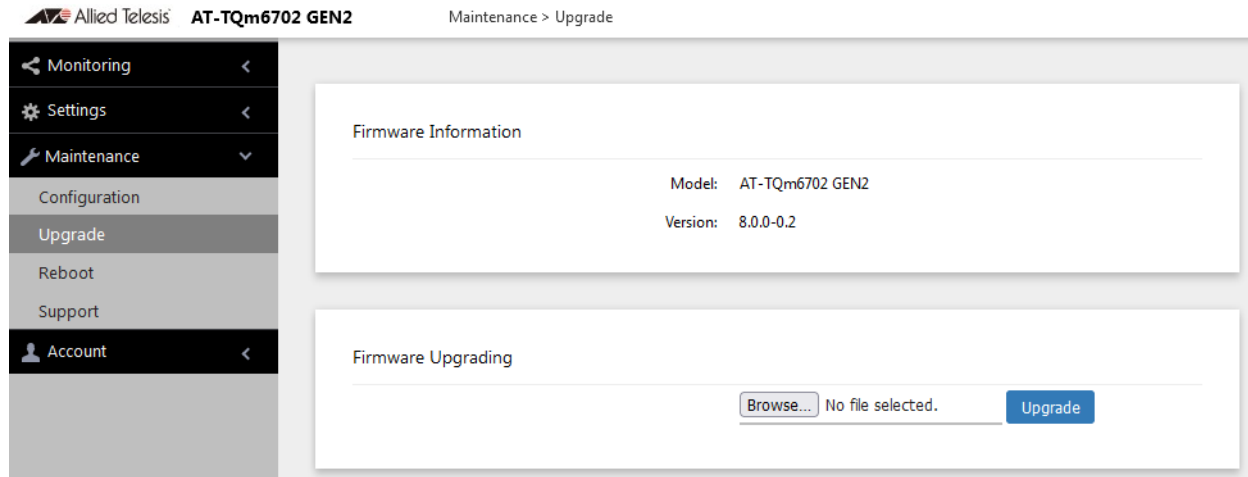 Allied Telesis AT-TQm6702 GEN2 Maintenance > Upgrade
Monitoring
Settings
Maintenance
Configuration
Upgrade
Reboot
Support
Account
Firmware Information
Model: AT-TQm6702 GEN2
Version: 8.0.0-0.2
Firmware Upgrading
Browse... No file selected. Upgrade